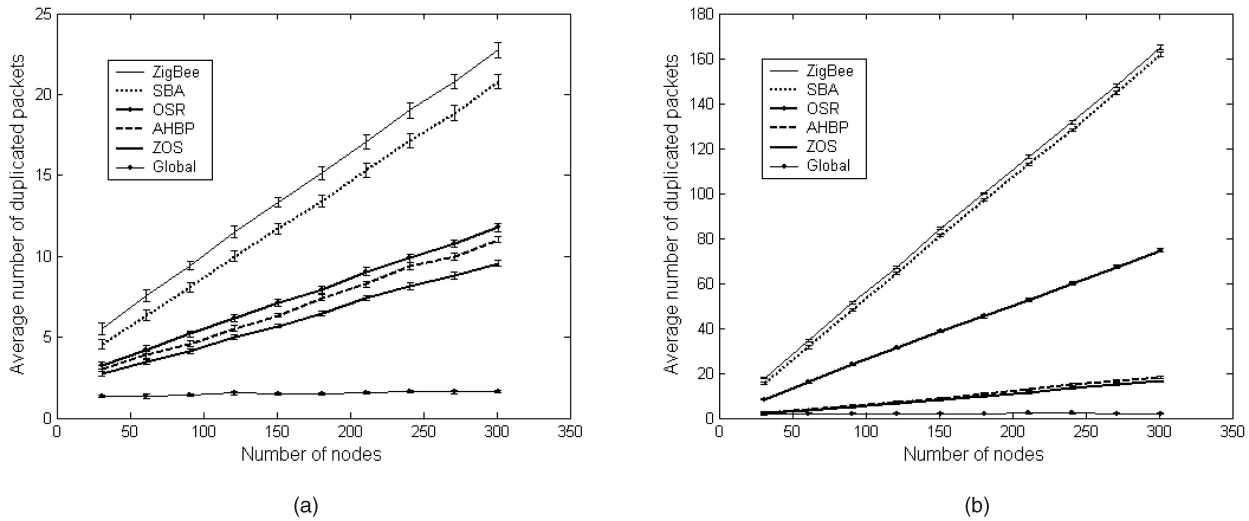 25
20
15
10
5
0
Average number of duplicated packets
ZigBee
SBA
OSR
AHBP
ZOS
Global
0 50 100 150 200 250 300 350
Number of nodes
(a)
180
160
140
120
100
80
60
40
20
0
Average number of duplicated packets
ZigBee
SBA
OSR
AHBP
ZOS
Global
0 50 100 150 200 250 300 350
Number of nodes
(b)